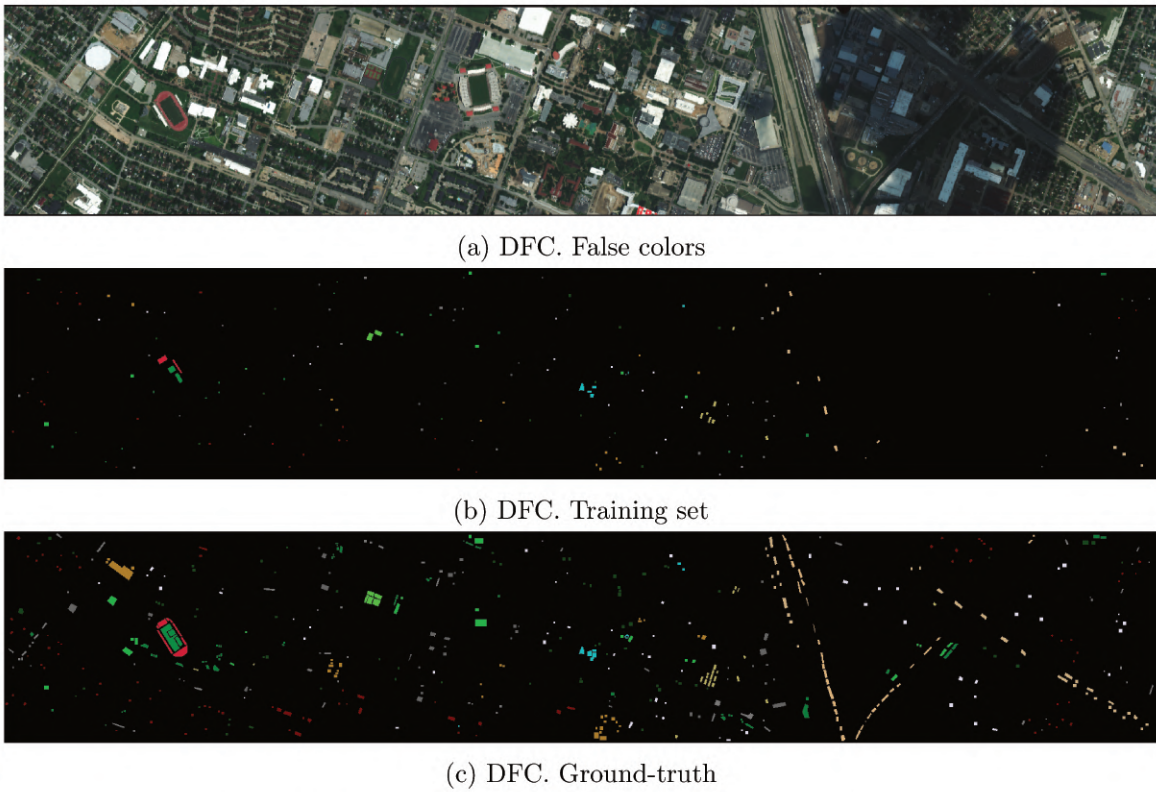 (a) DFC. False colors
(b) DFC. Training set
(c) DFC. Ground-truth